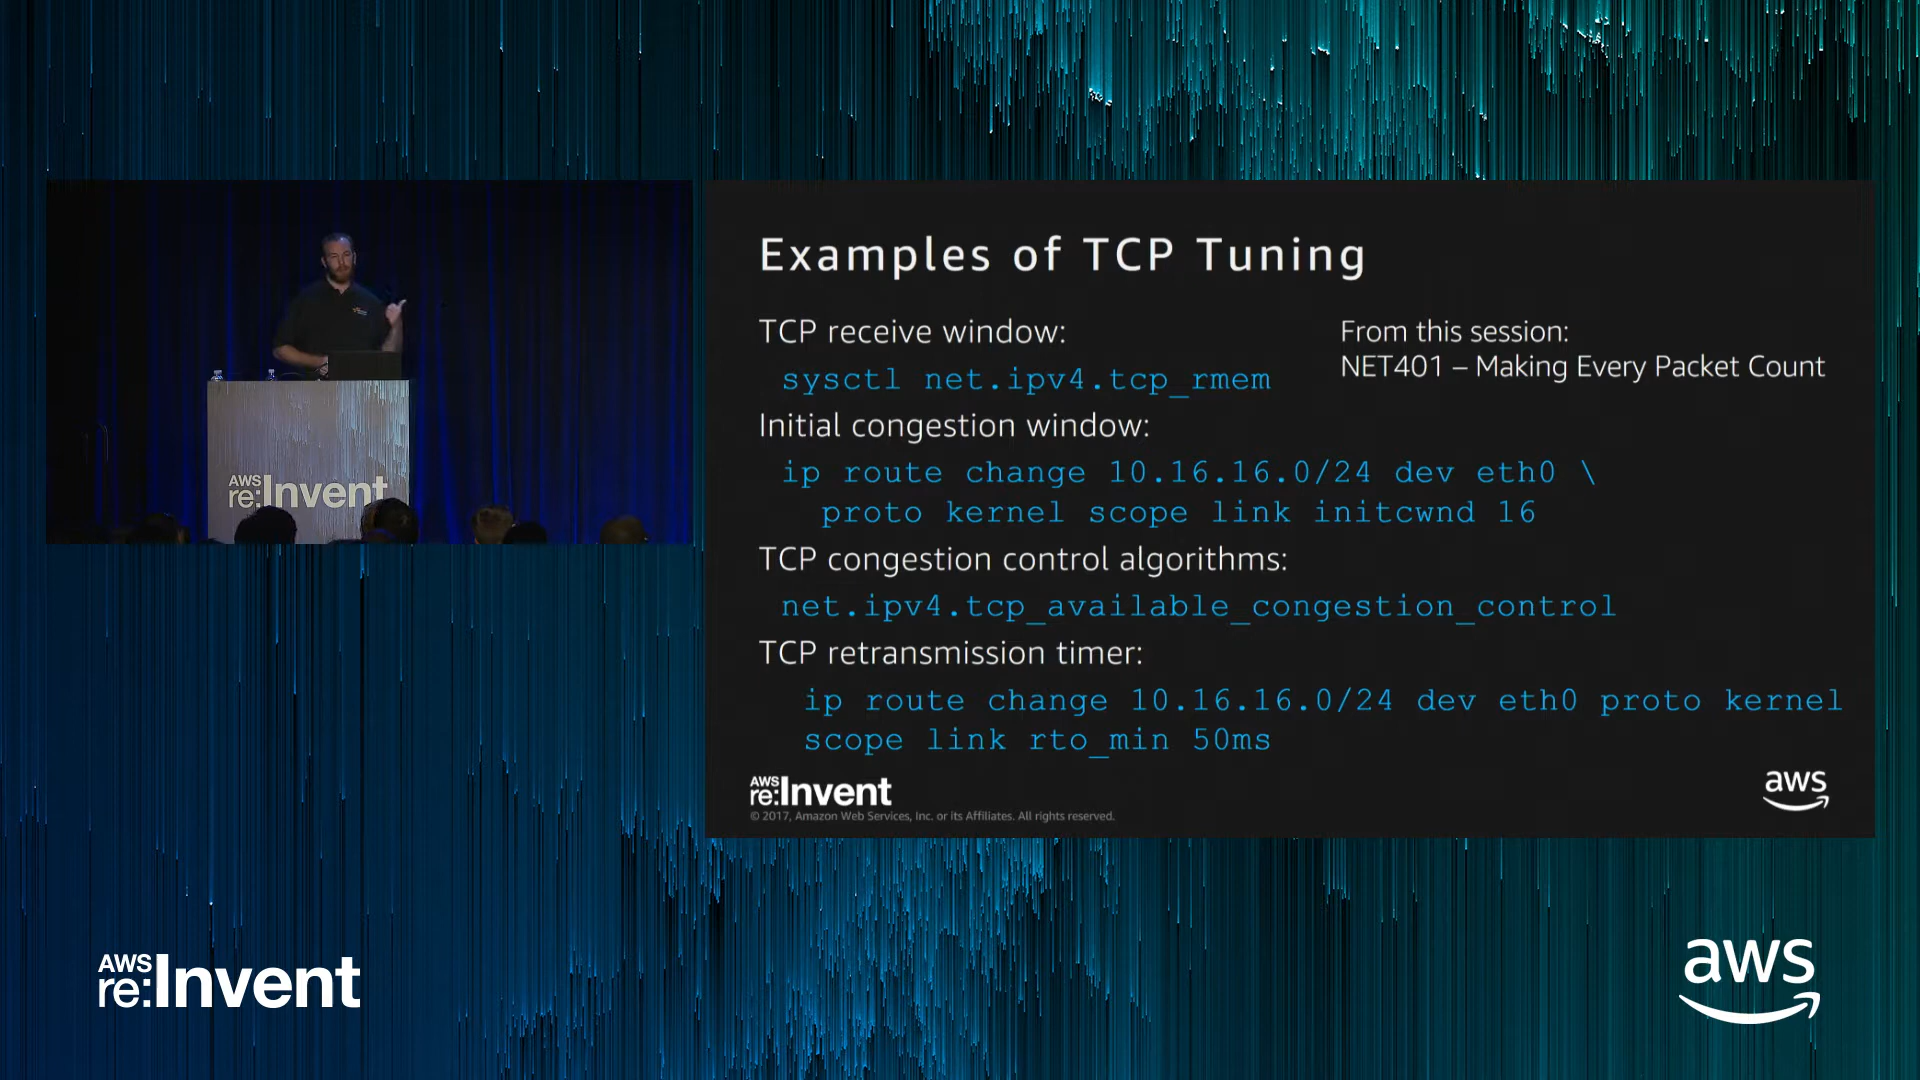 Examples of TCP Tuning
TCP receive window:
sysctl net.ipv4.tcp_rmem
From this session:
NET401 – Making Every Packet Count
Initial congestion window:
ip route change 10.16.16.0/24 dev eth0 \
proto kernel scope link initcwnd 16
TCP congestion control algorithms:
net.ipv4.tcp_available_congestion_control
TCP retransmission timer:
ip route change 10.16.16.0/24 dev eth0 proto kernel
scope link rto_min 50ms
AWS
re:Invent
© 2017, Amazon Web Services, Inc. or its Affiliates. All rights reserved.
aws
AWS
re:Invent
AWS
re:Invent
aws